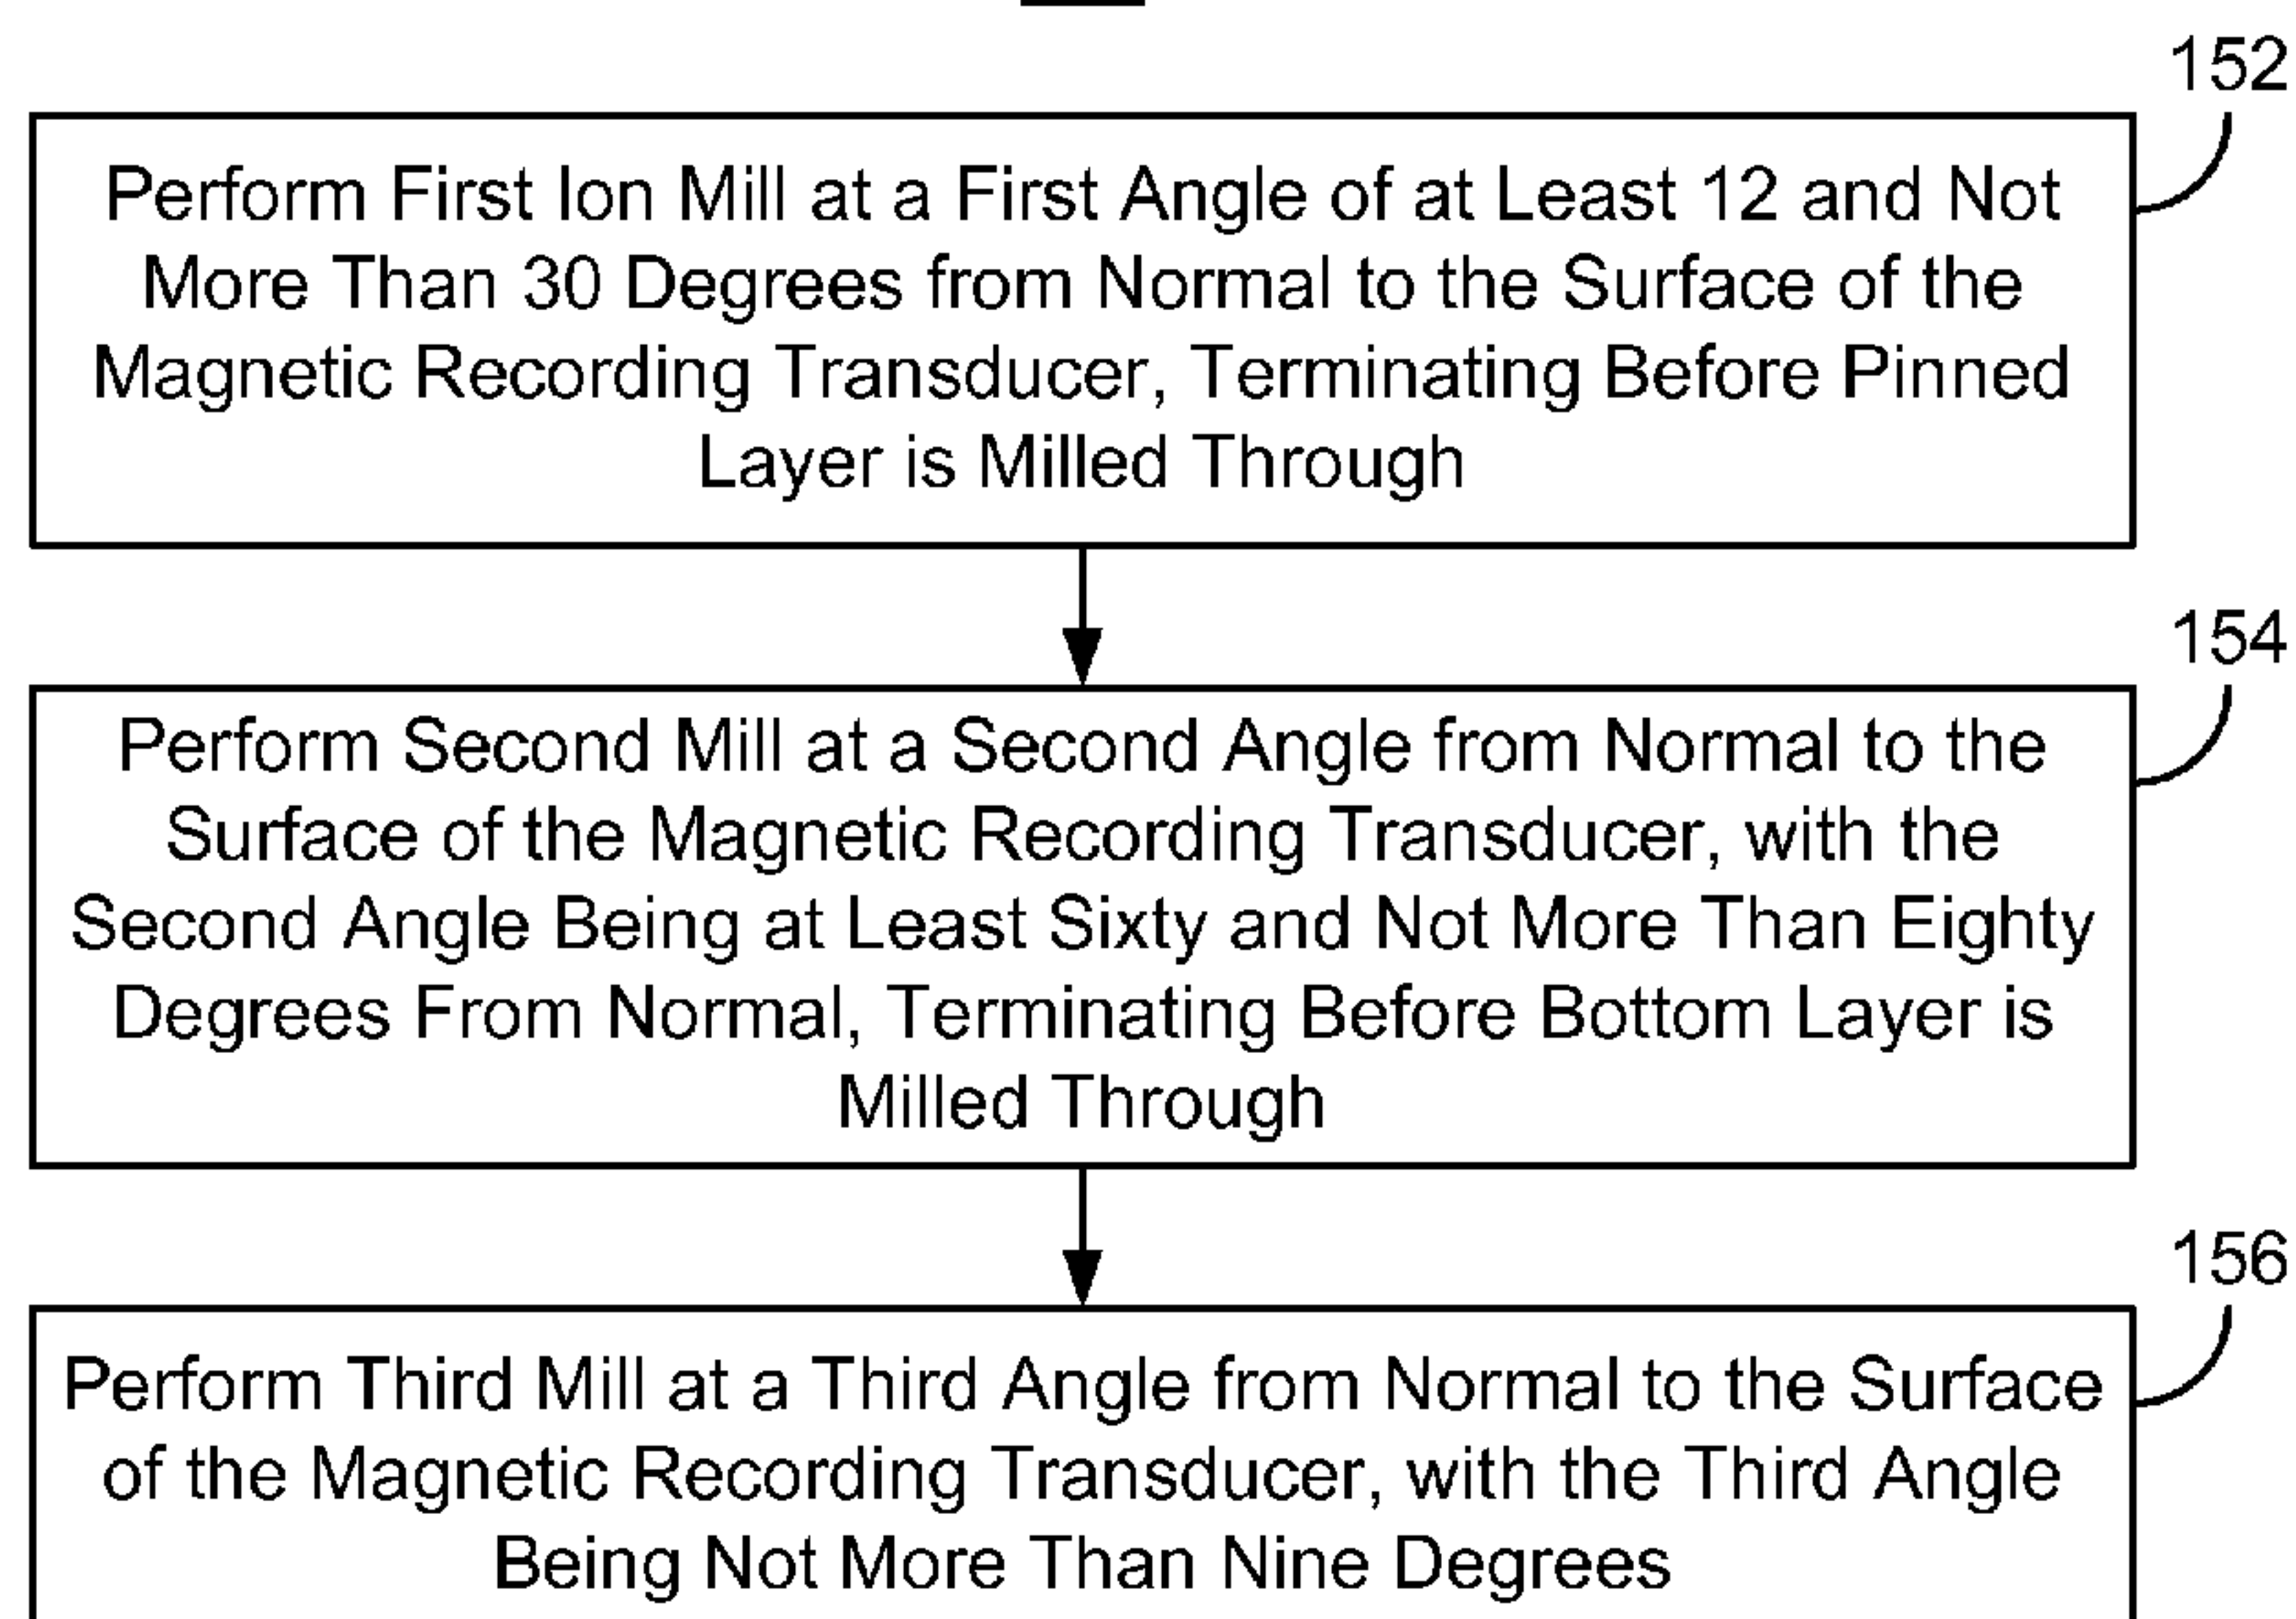 152
Perform First Ion Mill at a First Angle of at Least 12 and Not
More Than 30 Degrees from Normal to the Surface of the
Magnetic Recording Transducer, Terminating Before Pinned
Layer is Milled Through
154
Perform Second Mill at a Second Angle from Normal to the
Surface of the Magnetic Recording Transducer, with the
Second Angle Being at Least Sixty and Not More Than Eighty
Degrees From Normal, Terminating Before Bottom Layer is
Milled Through
156
Perform Third Mill at a Third Angle from Normal to the Surface
of the Magnetic Recording Transducer, with the Third Angle
Being Not More Than Nine Degrees